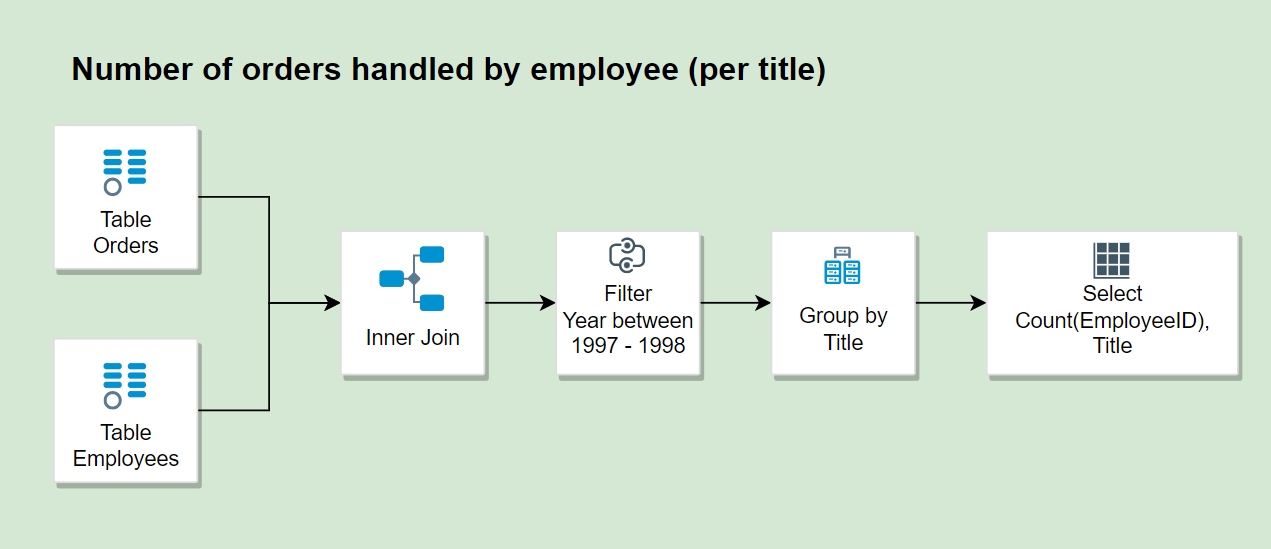 Number of orders handled by employee (per title)
Table
Orders
Table
Employees
Inner Join
Filter
Year between
1997 - 1998
Group by
Title
Select
Count(EmployeeID),
Title